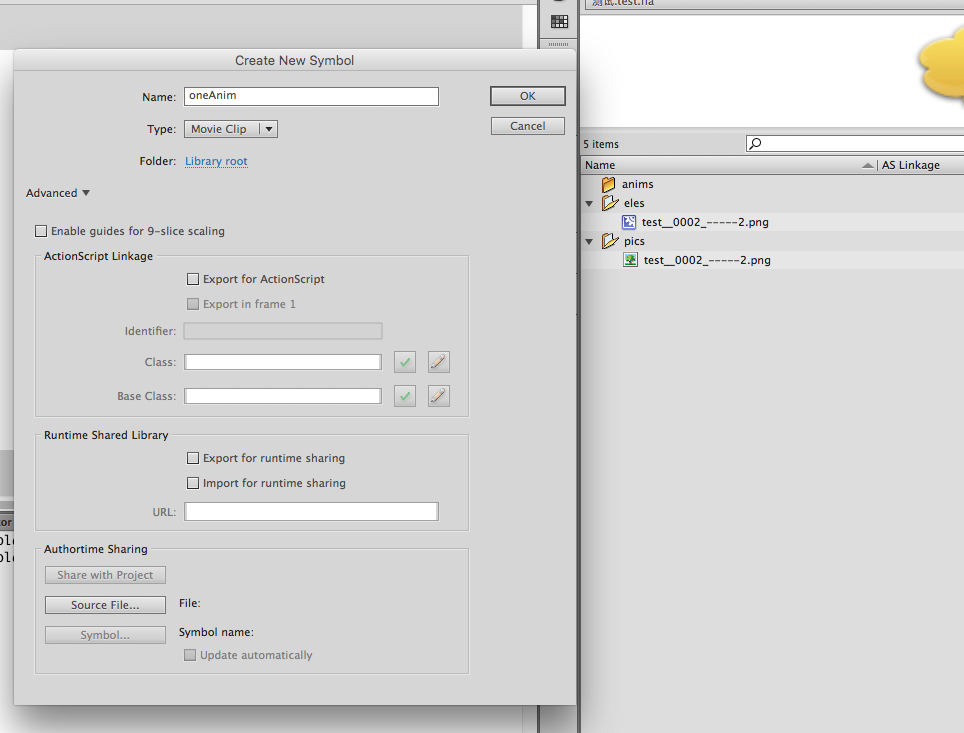 测试.test.fla
Create New Symbol
Name: oneAnim
OK
Type: Movie Clip
Cancel
Folder: Library root
Advanced
Enable guides for 9-slice scaling
ActionScript Linkage
Export for ActionScript
Export in frame 1
Identifier:
Class:
Base Class:
Runtime Shared Library
Export for runtime sharing
Import for runtime sharing
URL:
Authortime Sharing
Share with Project
Source File... File:
Symbol... Symbol name:
Update automatically
5 items
Name AS Linkage
anims
eles
test__0002_-----2.png
pics
test__0002_-----2.png